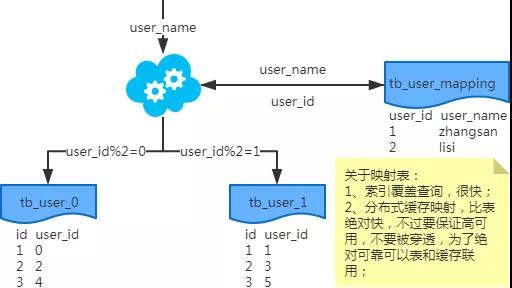 user_name
user_name
user_id
tb_user_mapping
user_id user_name
1 zhangsan
2 lisi
user_id%2=0
user_id%2=1
tb_user_0
id user_id
1 0
2 2
3 4
tb_user_1
id user_id
1 1
2 3
3 5
关于映射表：
1、索引覆盖查询，很快；
2、分布式缓存映射，比表
绝对快，不过要保证高可
用，不要被穿透，为了绝
对可靠可以表和缓存联
用；